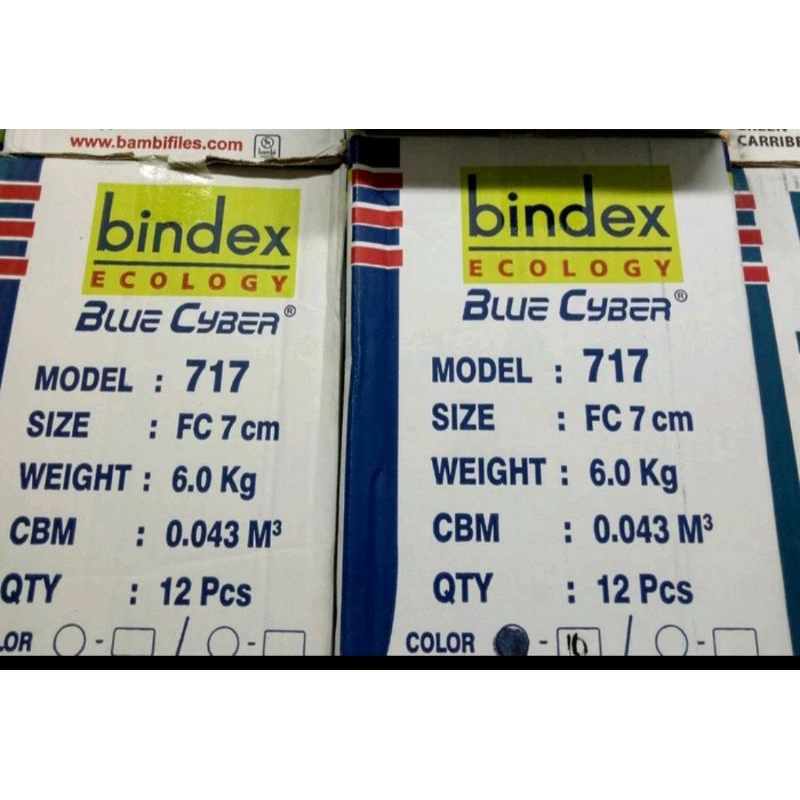 www.bambifiles.com
CARRIBE
bindex
ECOLOGY
BLUE CYBER®
MODEL : 717
SIZE : FC 7 cm
WEIGHT : 6.0 Kg
CBM : 0.043 M³
QTY : 12 Pcs
LOR - / -
bindex
ECOLOGY
BLUE CYBER®
MODEL : 717
SIZE : FC 7 cm
WEIGHT : 6.0 Kg
CBM : 0.043 M³
QTY : 12 Pcs
COLOR - 10 / -